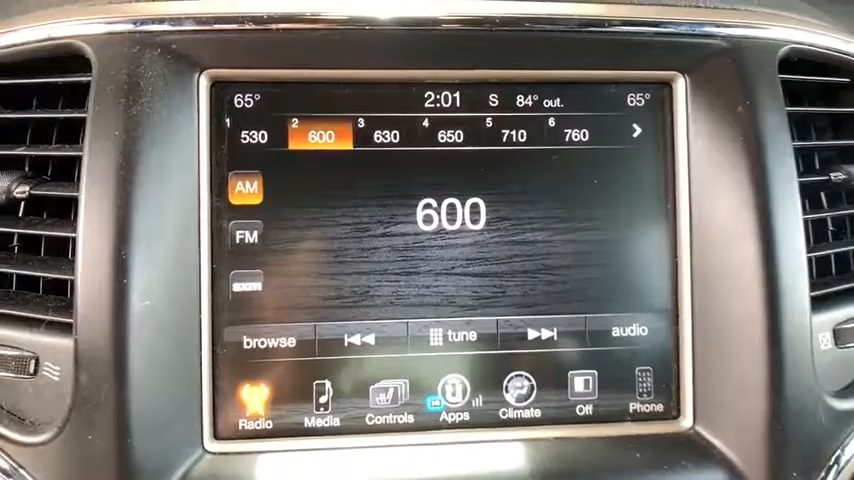 65° 2:01 S 84° out. 65°
1 530 2 600 3 630 4 650 5 710 6 760
AM
600
FM
sxm
browse tune audio
Radio Media Controls Apps Climate Off Phone